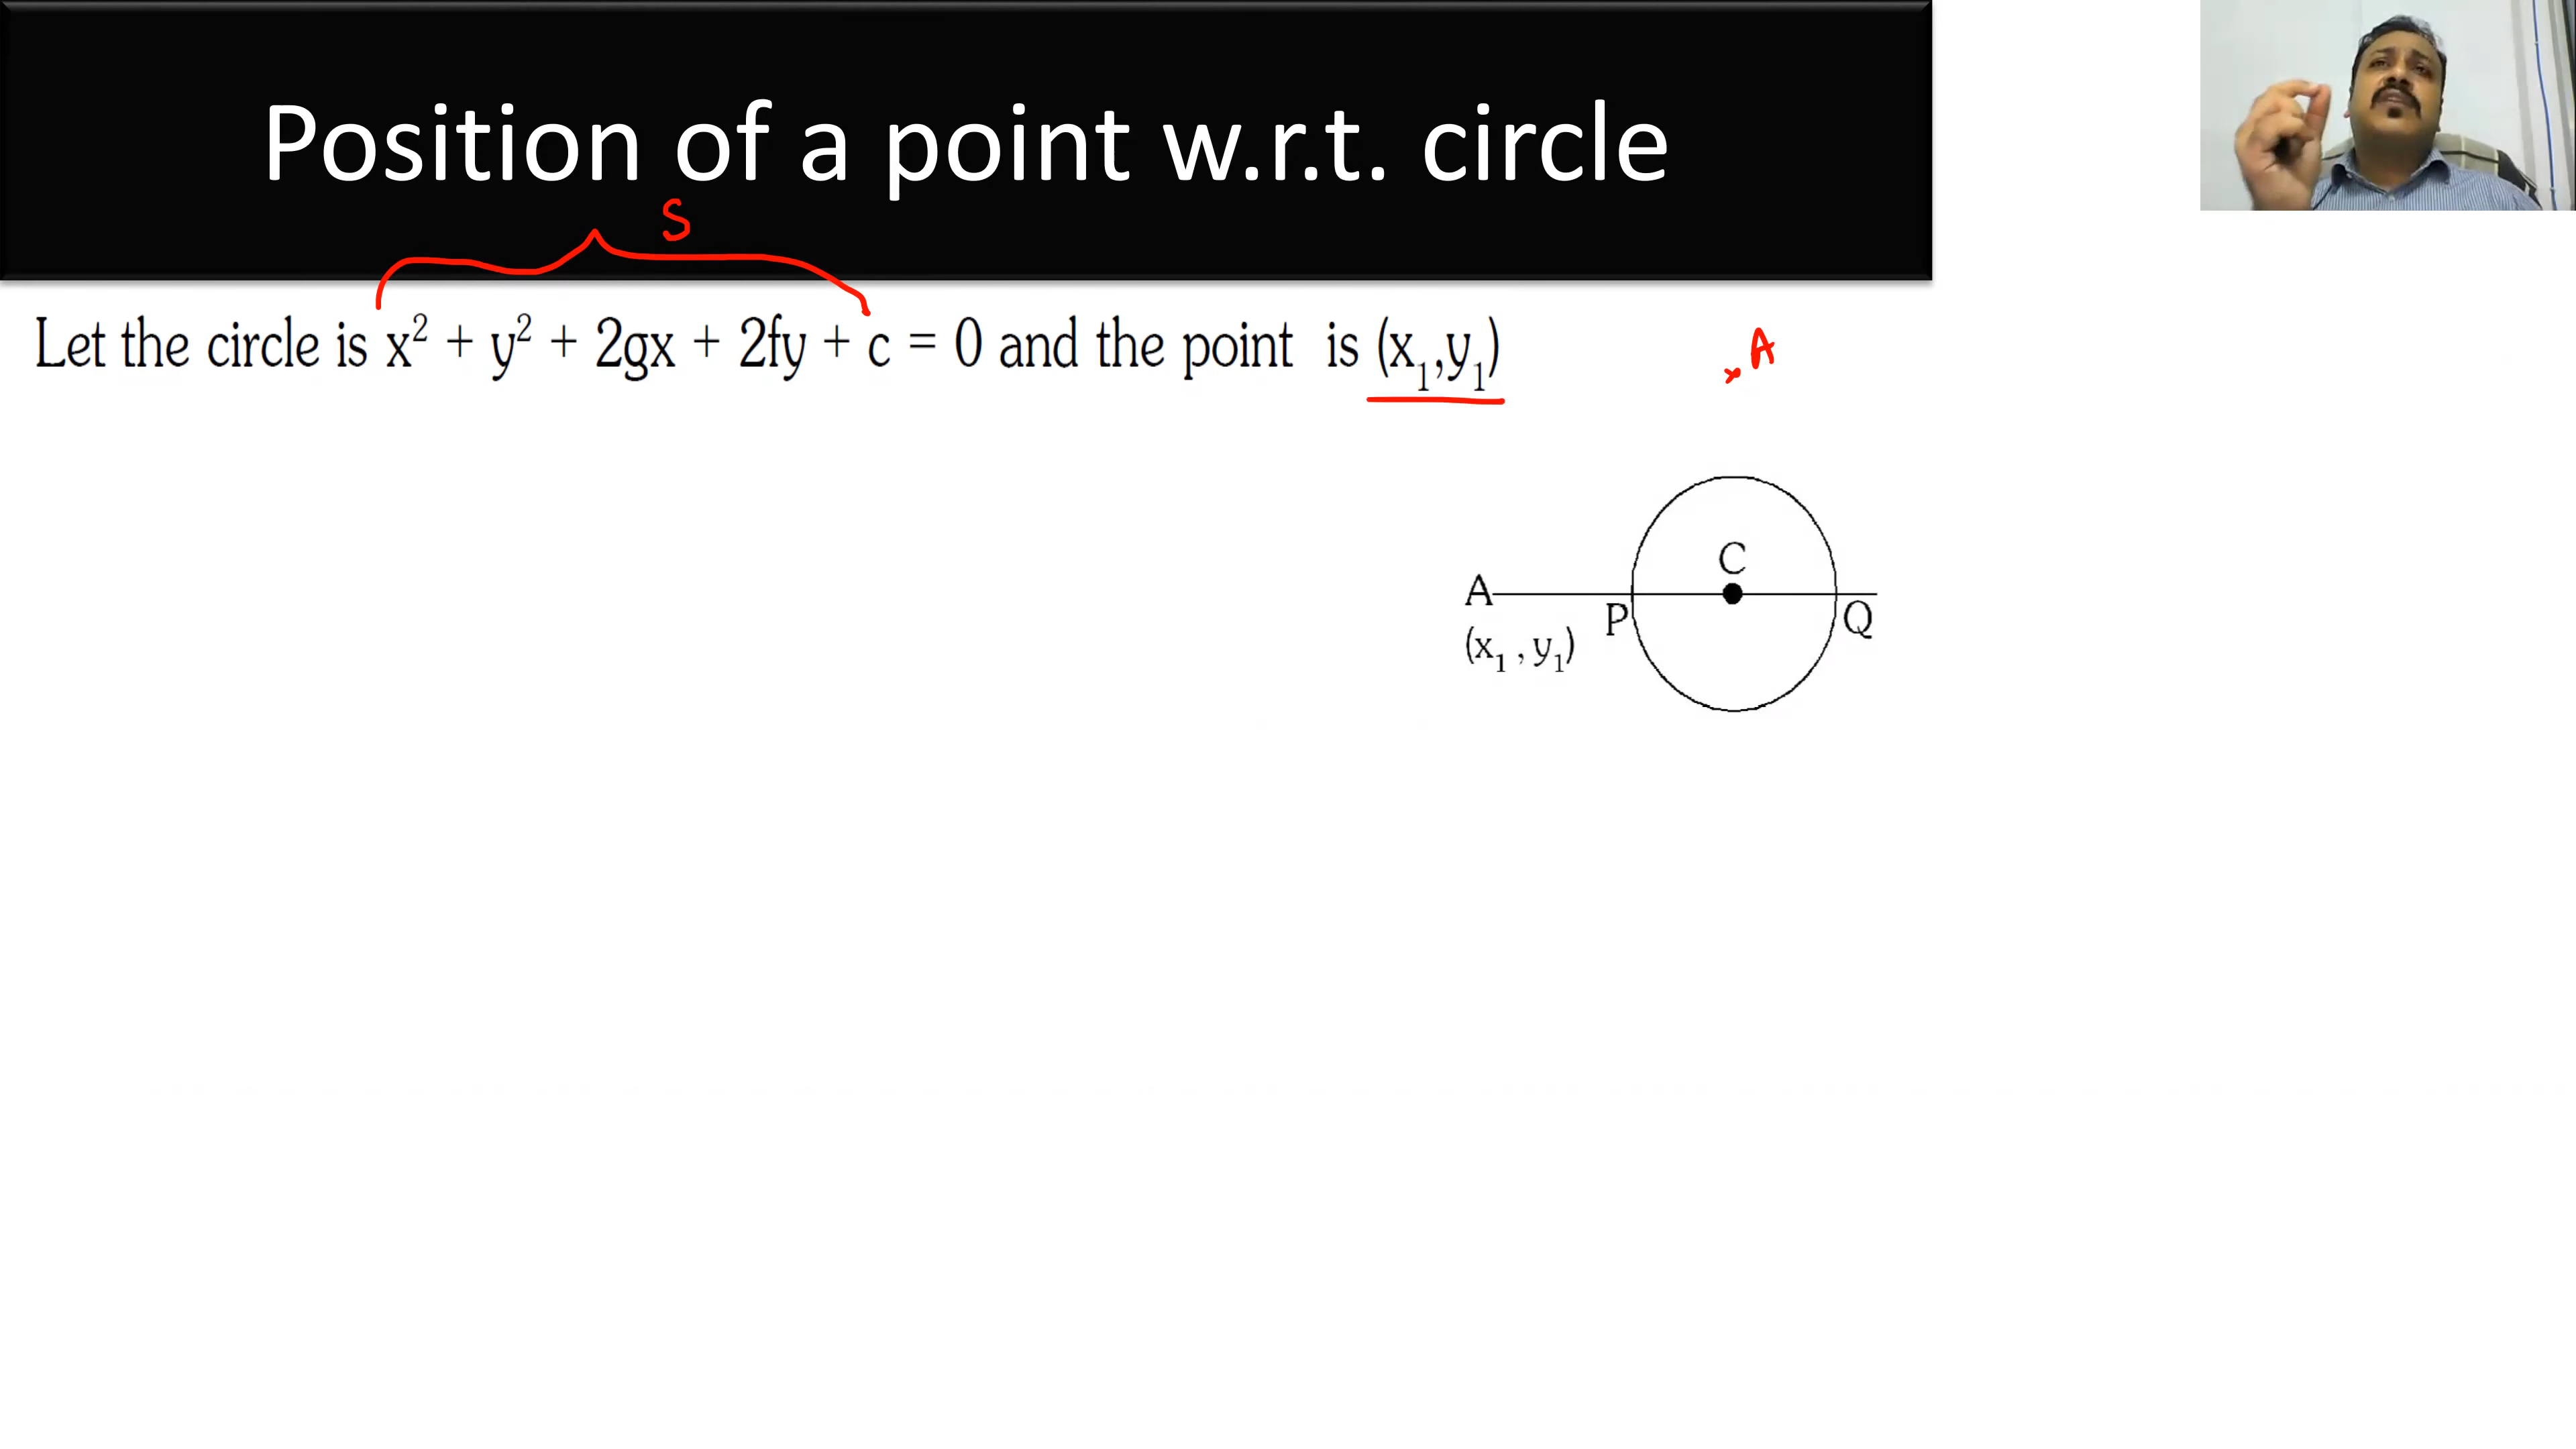 Position of a point w.r.t. circle
S
Let the circle is x² + y² + 2gx + 2fy + c = 0 and the point is (x₁,y₁)
A
C
A
P
Q
(x₁ , y₁)